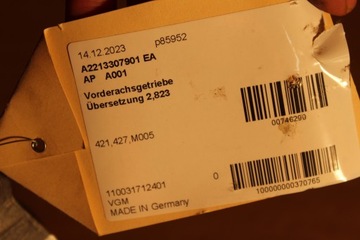 14.12.2023 p85952
A2213307901 EA
AP A001
Vorderachsgetriebe
Übersetzung 2,823
00746290
421,427,M005
110031712401 0
VGM
MADE IN Germany
100000000370765